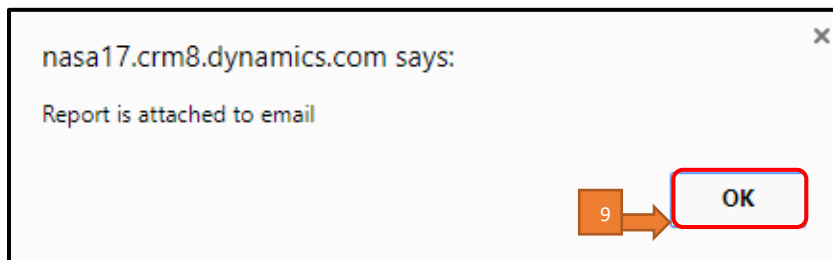 nasa17.crm8.dynamics.com says:
×
Report is attached to email
OK
9